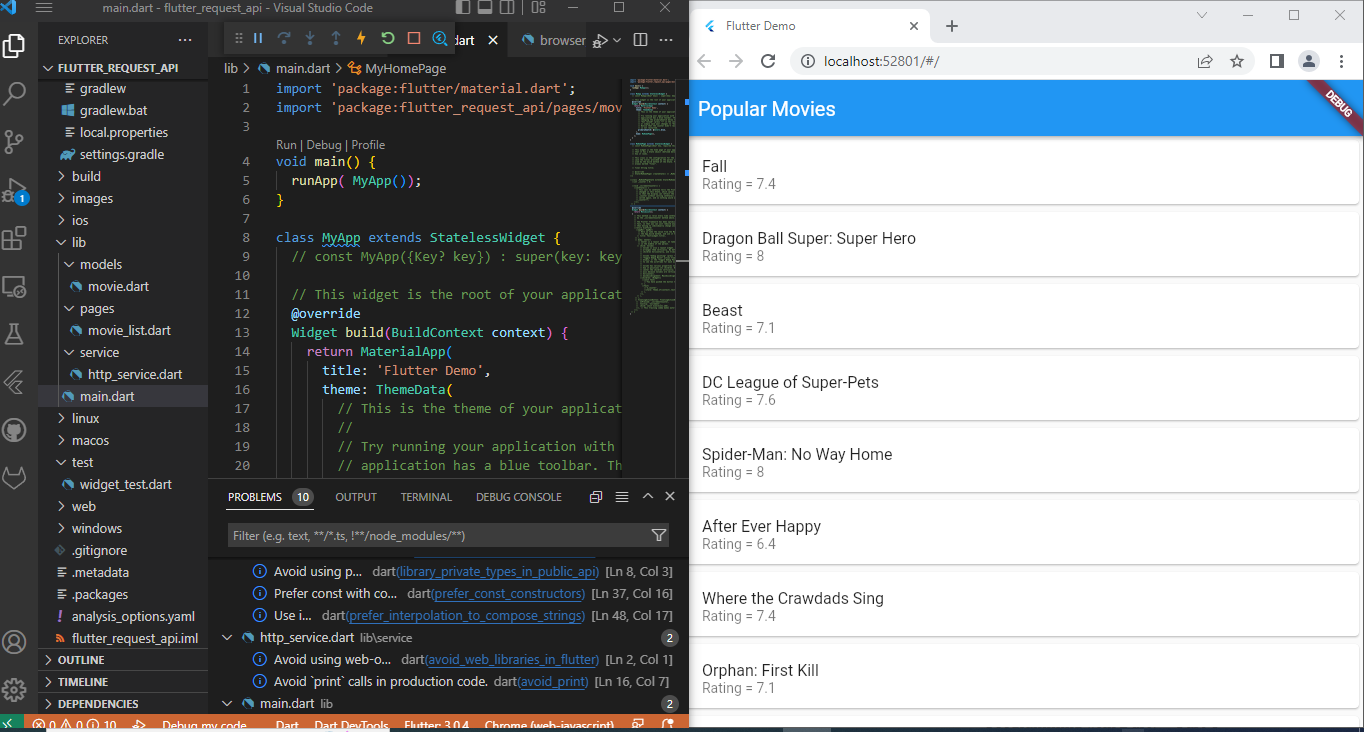 main.dart - flutter_request_api - Visual Studio Code
EXPLORER
FLUTTER_REQUEST_API
gradlew
gradlew.bat
local.properties
settings.gradle
build
images
ios
lib
models
movie.dart
pages
movie_list.dart
service
http_service.dart
main.dart
linux
macos
test
widget_test.dart
web
windows
.gitignore
.metadata
.packages
analysis_options.yaml
flutter_request_api.iml
OUTLINE
TIMELINE
DEPENDENCIES
1
dart
browser
lib > main.dart > MyHomePage
1 import 'package:flutter/material.dart';
2 import 'package:flutter_request_api/pages/mov
3
Run | Debug | Profile
4 void main() {
5 runApp( MyApp());
6 }
7
8 class MyApp extends StatelessWidget {
9 // const MyApp({Key? key}) : super(key: key
10
11 // This widget is the root of your applicat
12 @override
13 Widget build(BuildContext context) {
14 return MaterialApp(
15 title: 'Flutter Demo',
16 theme: ThemeData(
17 // This is the theme of your applicat
18 //
19 // Try running your application with
20 // application has a blue toolbar. Th
PROBLEMS 10 OUTPUT TERMINAL DEBUG CONSOLE
Filter (e.g. text, **/*.ts, !**/node_modules/**)
Avoid using p... dart(library_private_types_in_public_api) [Ln 8, Col 3]
Prefer const with co... dart(prefer_const_constructors) [Ln 37, Col 16]
Use i... dart(prefer_interpolation_to_compose_strings) [Ln 48, Col 17]
http_service.dart lib\service 2
Avoid using web-o... dart(avoid_web_libraries_in_flutter) [Ln 2, Col 1]
Avoid `print` calls in production code. dart(avoid_print) [Ln 16, Col 7]
main.dart lib 2
0 0 10 Debug my code Dart Dart DevTools Flutter: 3.0.4 Chrome (web-javascript)
Flutter Demo
localhost:52801/#/
Popular Movies
DEBUG
Fall
Rating = 7.4
Dragon Ball Super: Super Hero
Rating = 8
Beast
Rating = 7.1
DC League of Super-Pets
Rating = 7.6
Spider-Man: No Way Home
Rating = 8
After Ever Happy
Rating = 6.4
Where the Crawdads Sing
Rating = 7.4
Orphan: First Kill
Rating = 7.1